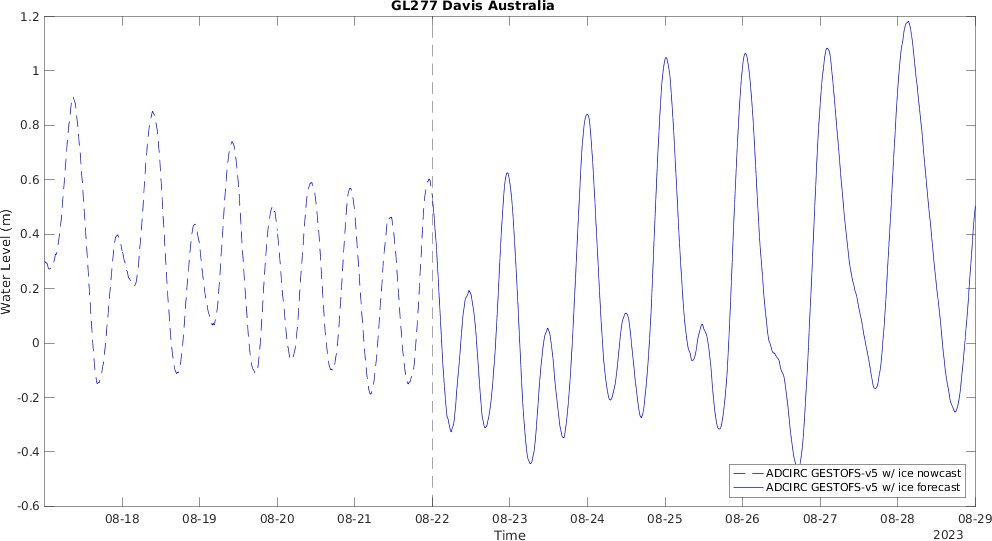 GL277 Davis Australia
Water Level (m)
1.2
1
0.8
0.6
0.4
0.2
0
-0.2
-0.4
-0.6
ADCIRC GESTOFS-v5 w/ ice nowcast
ADCIRC GESTOFS-v5 w/ ice forecast
08-18 08-19 08-20 08-21 08-22 08-23 08-24 08-25 08-26 08-27 08-28 08-29
Time
2023